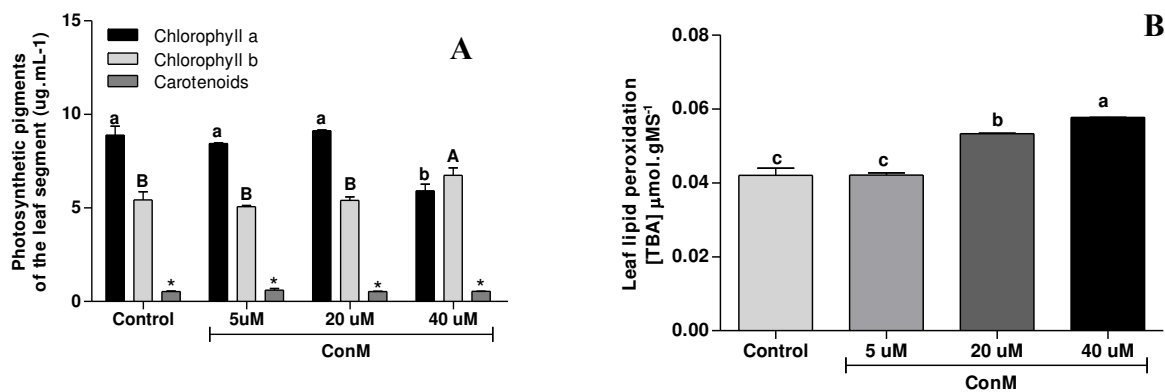 Photosynthetic pigments
of the leaf segment (ug.mL-1)
15
10
5
0
Chlorophyll a
Chlorophyll b
Carotenoids
A
a
B
*
a
B
*
a
B
*
b
A
*
Control
5uM
20 uM
40 uM
ConM
B
Leaf lipid peroxidation
[TBA] μmol.gMS⁻¹
0.08
0.06
0.04
0.02
0.00
c
c
b
a
Control
5 uM
20 uM
40 uM
ConM